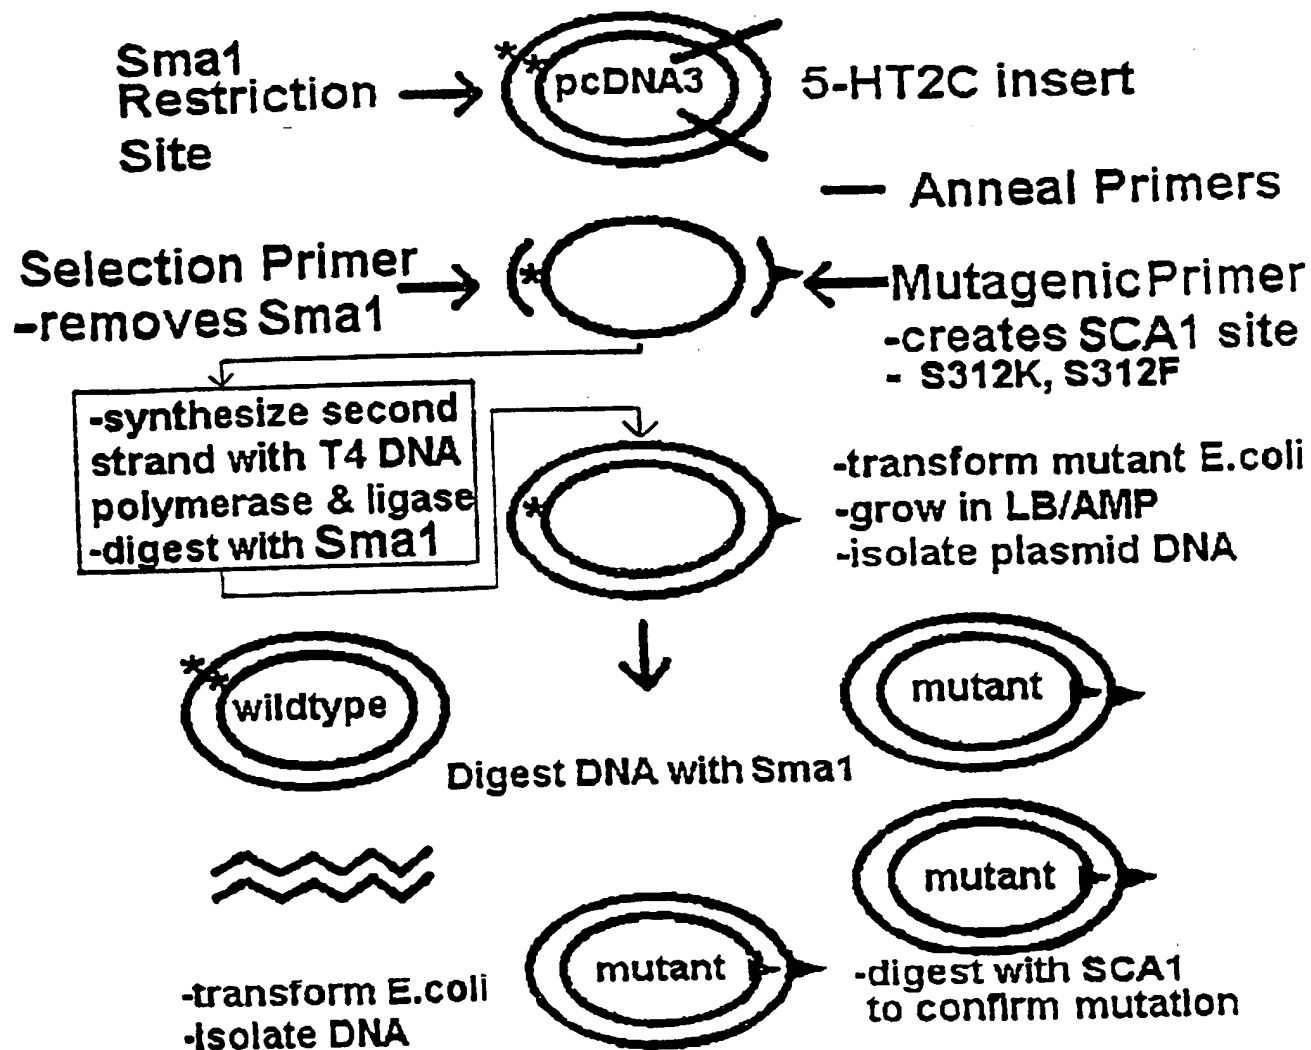 Sma1
Restriction
Site
pcDNA3
5-HT2C insert
Anneal Primers
Selection Primer
-removes Sma1
Mutagenic Primer
-creates SCA1 site
- S312K, S312F
-synthesize second
strand with T4 DNA
polymerase & ligase
-digest with Sma1
-transform mutant E.coli
-grow in LB/AMP
-isolate plasmid DNA
wildtype
mutant
Digest DNA with Sma1
mutant
mutant
-digest with SCA1
to confirm mutation
-transform E.coli
-Isolate DNA